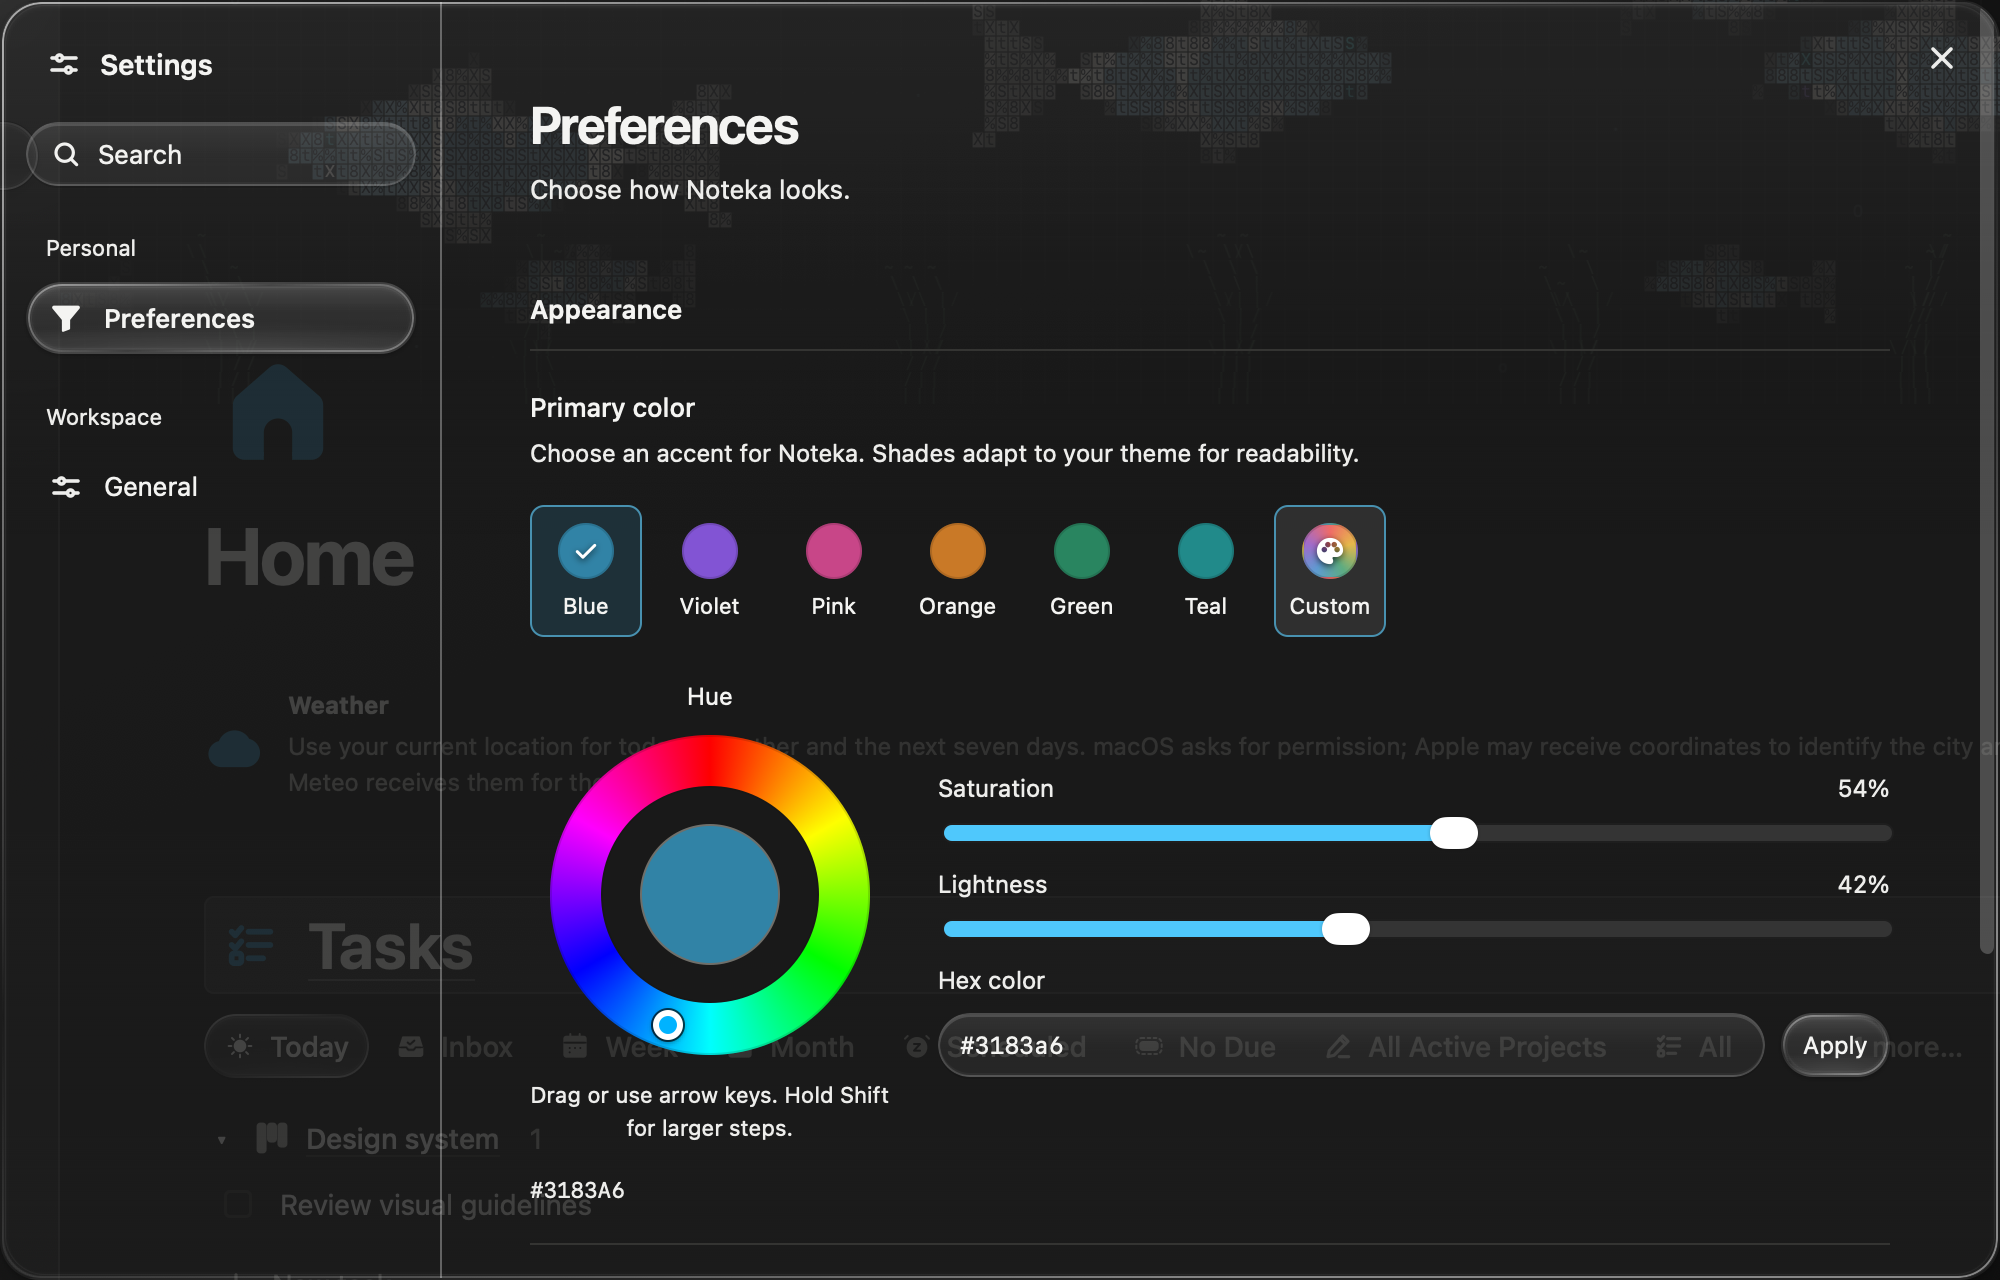 Settings
Search
Personal
Preferences
Workspace
General
Home
Weather
Use your current location for tod ther and the next seven days. macOS asks for permission; Apple may receive coordinates to identify the city
Meteo receives them for the
Tasks
Today
Inbox
Week
Month
No Due
All Active Projects
All
more...
Design system 1
Review visual guidelines
Preferences
Choose how Noteka looks.
Appearance
Primary color
Choose an accent for Noteka. Shades adapt to your theme for readability.
Blue
Violet
Pink
Orange
Green
Teal
Custom
Hue
Drag or use arrow keys. Hold Shift
for larger steps.
#3183A6
Saturation 54%
Lightness 42%
Hex color
#3183a6
Apply